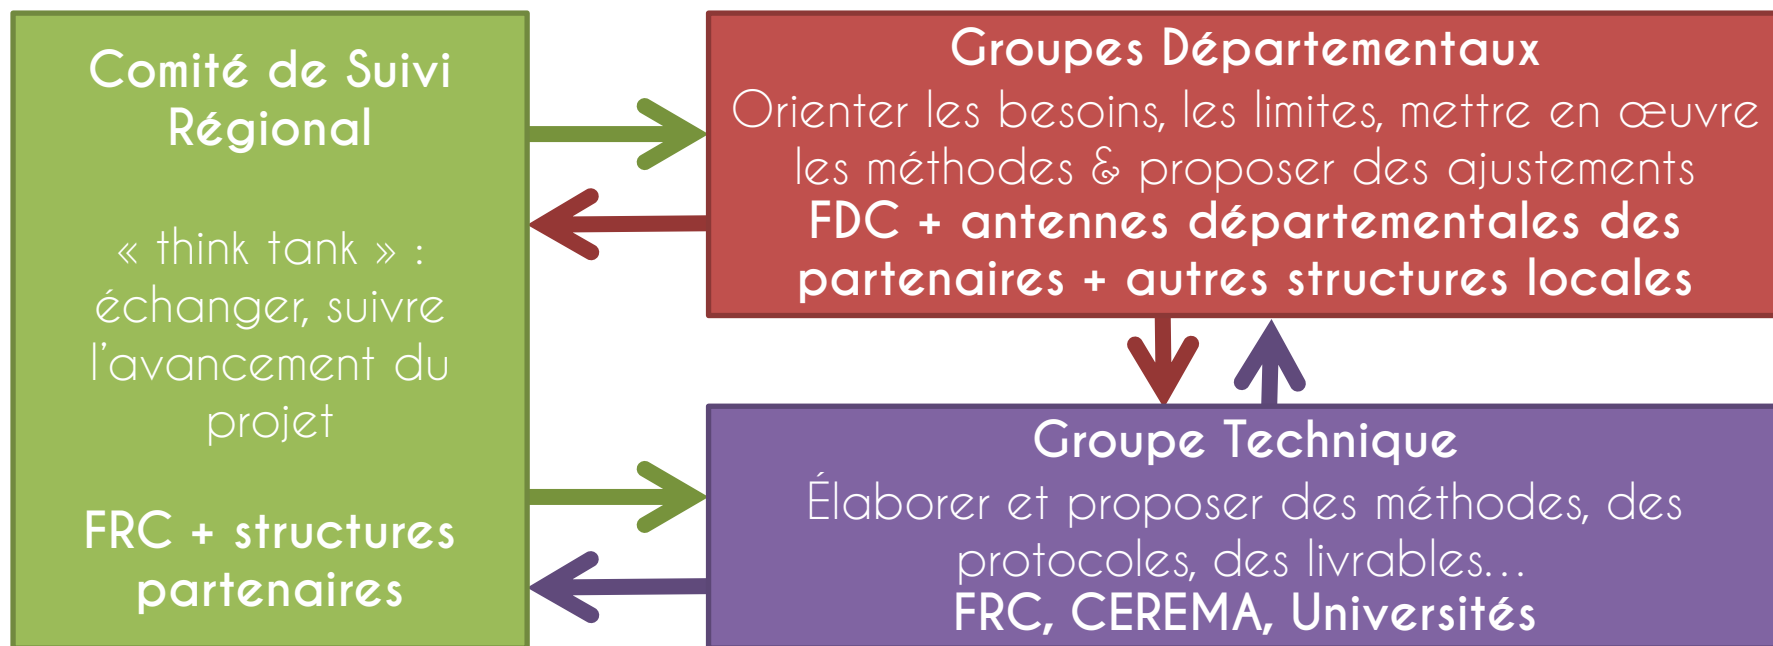 Comité de Suivi
Régional
« think tank » :
échanger, suivre
l'avancement du
projet
FRC + structures
partenaires
Groupes Départementaux
Orienter les besoins, les limites, mettre en œuvre
les méthodes & proposer des ajustements
FDC + antennes départementales des
partenaires + autres structures locales
Groupe Technique
Élaborer et proposer des méthodes, des
protocoles, des livrables...
FRC, CEREMA, Universités